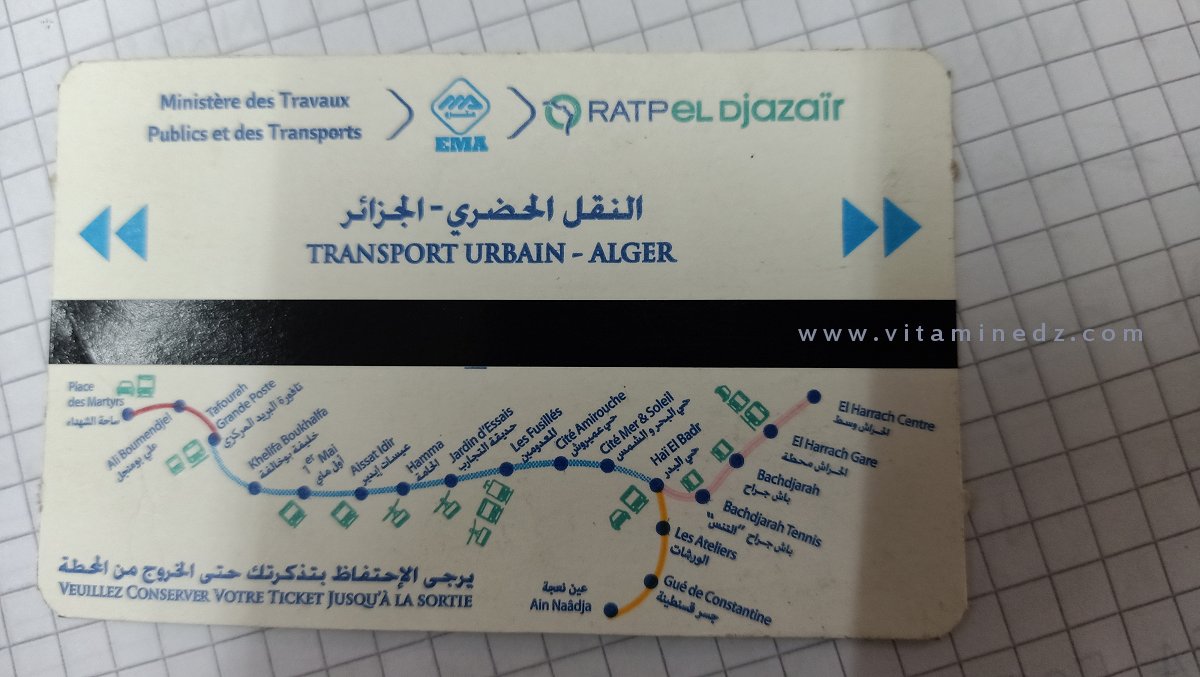 Ministère des Travaux
Publics et des Transports
EMA
RATP EL DJAZAÏR
النقل الحضري - الجزائر
TRANSPORT URBAIN - ALGER
www.vitaminedz.com
Place
des Martyrs
ساحة الشهداء
Ali Boumendjel
علي بومنجل
Tafourah
Grande Poste
تافورة البريد المركزي
Khelifa Boukhalfa
خليفة بوخالفة
1er Mai
أول ماي
Aissat Idir
عيسات إيدير
Hamma
الحامة
Jardin d'Essais
حديقة التجارب
Les Fusillés
المعدومين
Cité Amirouche
حي عميروش
Cité Mer & Soleil
حي البحر و الشمس
Haï El Badr
حي البدر
El Harrach Centre
الحراش وسط
El Harrach Gare
الحراش محطة
Bachdjarah
باش جراح
Bachdjarah Tennis
باش جراح "التنس"
Les Ateliers
الورشات
Gué de Constantine
جسر قسنطينة
عين نعجة
Ain Naâdja
يرجى الإحتفاظ بتذكرتك حتى الخروج من المحطة
VEUILLEZ CONSERVER VOTRE TICKET JUSQU'À LA SORTIE